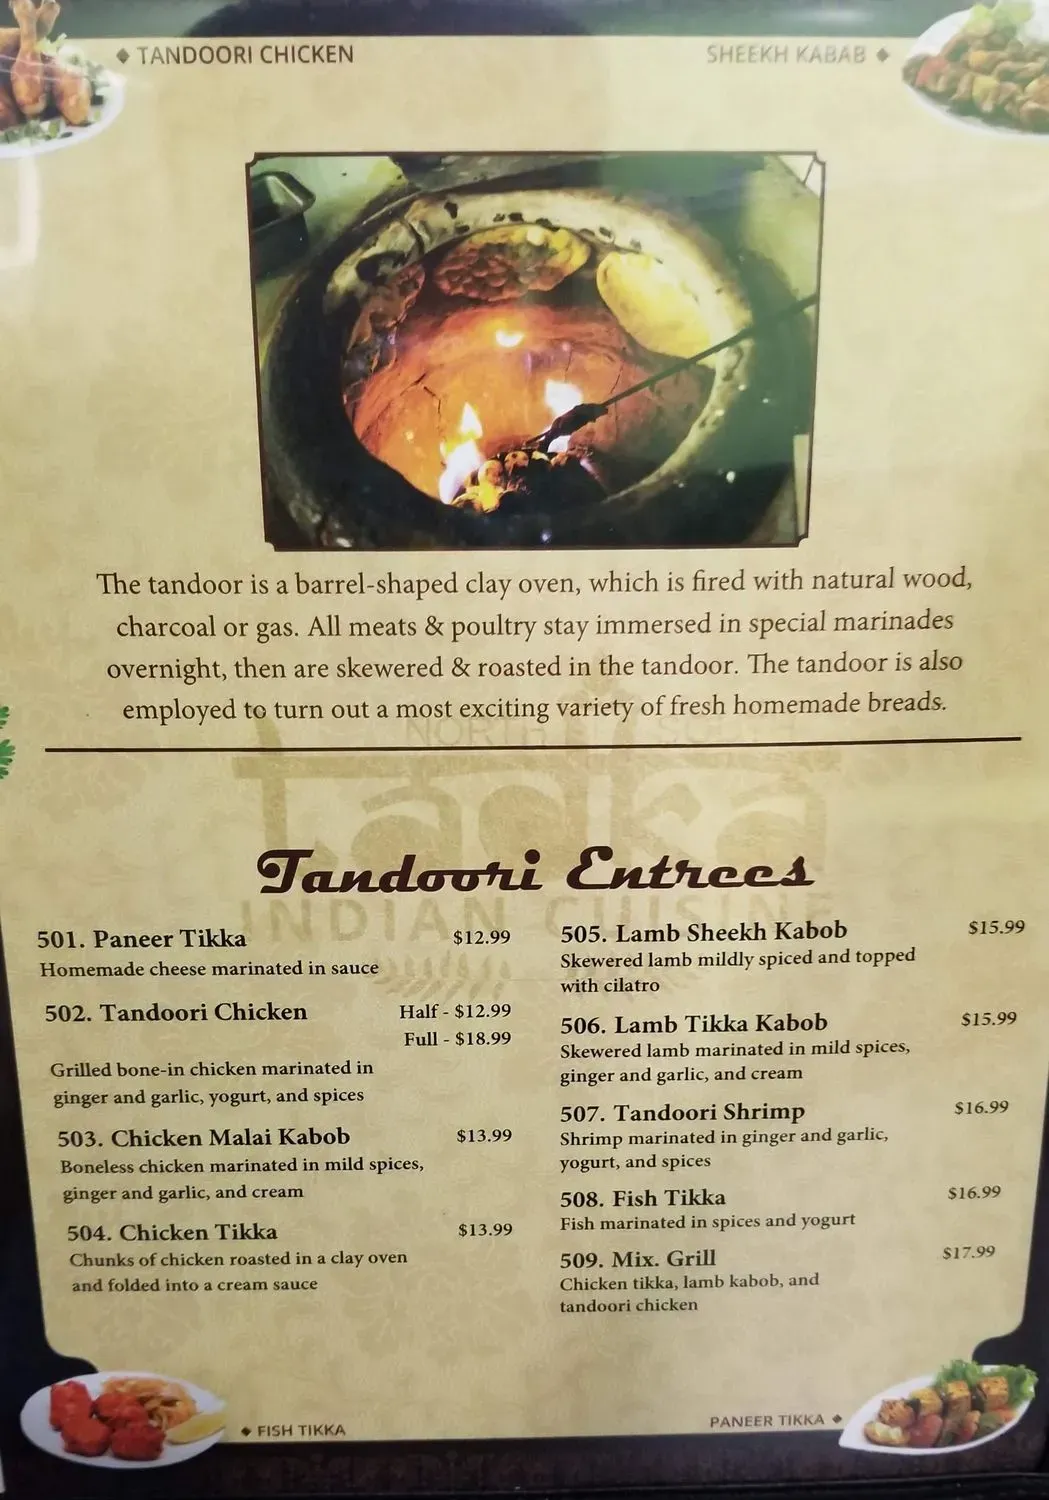 ◆ TANDOORI CHICKEN
SHEEKH KABAB ◆
The tandoor is a barrel-shaped clay oven, which is fired with natural wood,
charcoal or gas. All meats & poultry stay immersed in special marinades
overnight, then are skewered & roasted in the tandoor. The tandoor is also
employed to turn out a most exciting variety of fresh homemade breads.
NORTH SOUTH
Tadka
INDIAN CUISINE
Tandoori Entrees
501. Paneer Tikka $12.99
Homemade cheese marinated in sauce
502. Tandoori Chicken Half - $12.99
Full - $18.99
Grilled bone-in chicken marinated in
ginger and garlic, yogurt, and spices
503. Chicken Malai Kabob $13.99
Boneless chicken marinated in mild spices,
ginger and garlic, and cream
504. Chicken Tikka $13.99
Chunks of chicken roasted in a clay oven
and folded into a cream sauce
505. Lamb Sheekh Kabob $15.99
Skewered lamb mildly spiced and topped
with cilatro
506. Lamb Tikka Kabob $15.99
Skewered lamb marinated in mild spices,
ginger and garlic, and cream
507. Tandoori Shrimp $16.99
Shrimp marinated in ginger and garlic,
yogurt, and spices
508. Fish Tikka $16.99
Fish marinated in spices and yogurt
509. Mix. Grill $17.99
Chicken tikka, lamb kabob, and
tandoori chicken
◆ FISH TIKKA
PANEER TIKKA ◆